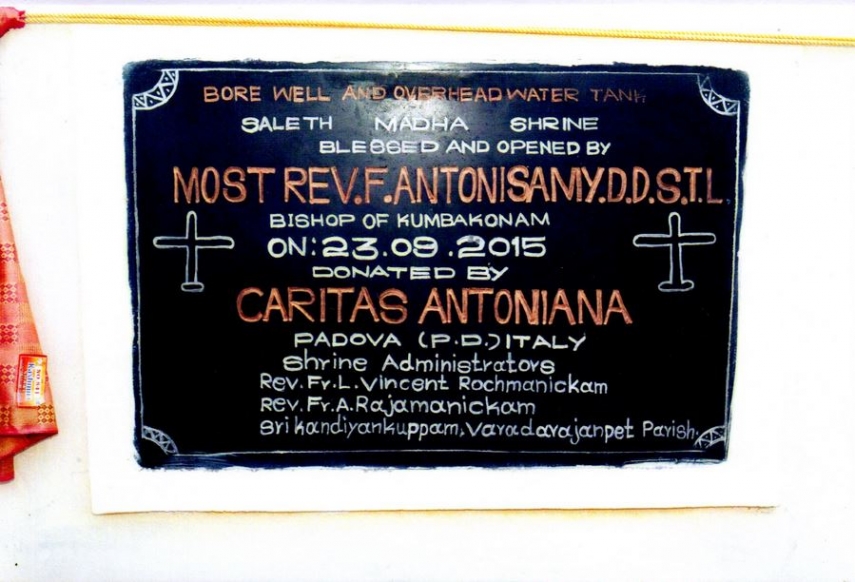 BORE WELL AND OVERHEAD WATER TANK
SALETH MADHA SHRINE
BLESSED AND OPENED BY
MOST REV.F.ANTONISAMY.D.D.S.T.L.
BISHOP OF KUMBAKONAM
ON:23.09.2015
DONATED BY
CARITAS ANTONIANA
PADOVA (P.D.) ITALY
Shrine Administrators
Rev.Fr.L.Vincent Rochmanickam
Rev.Fr.A.Rajamanickam
Srikandiyankuppam,Varadarajanpet Parish.